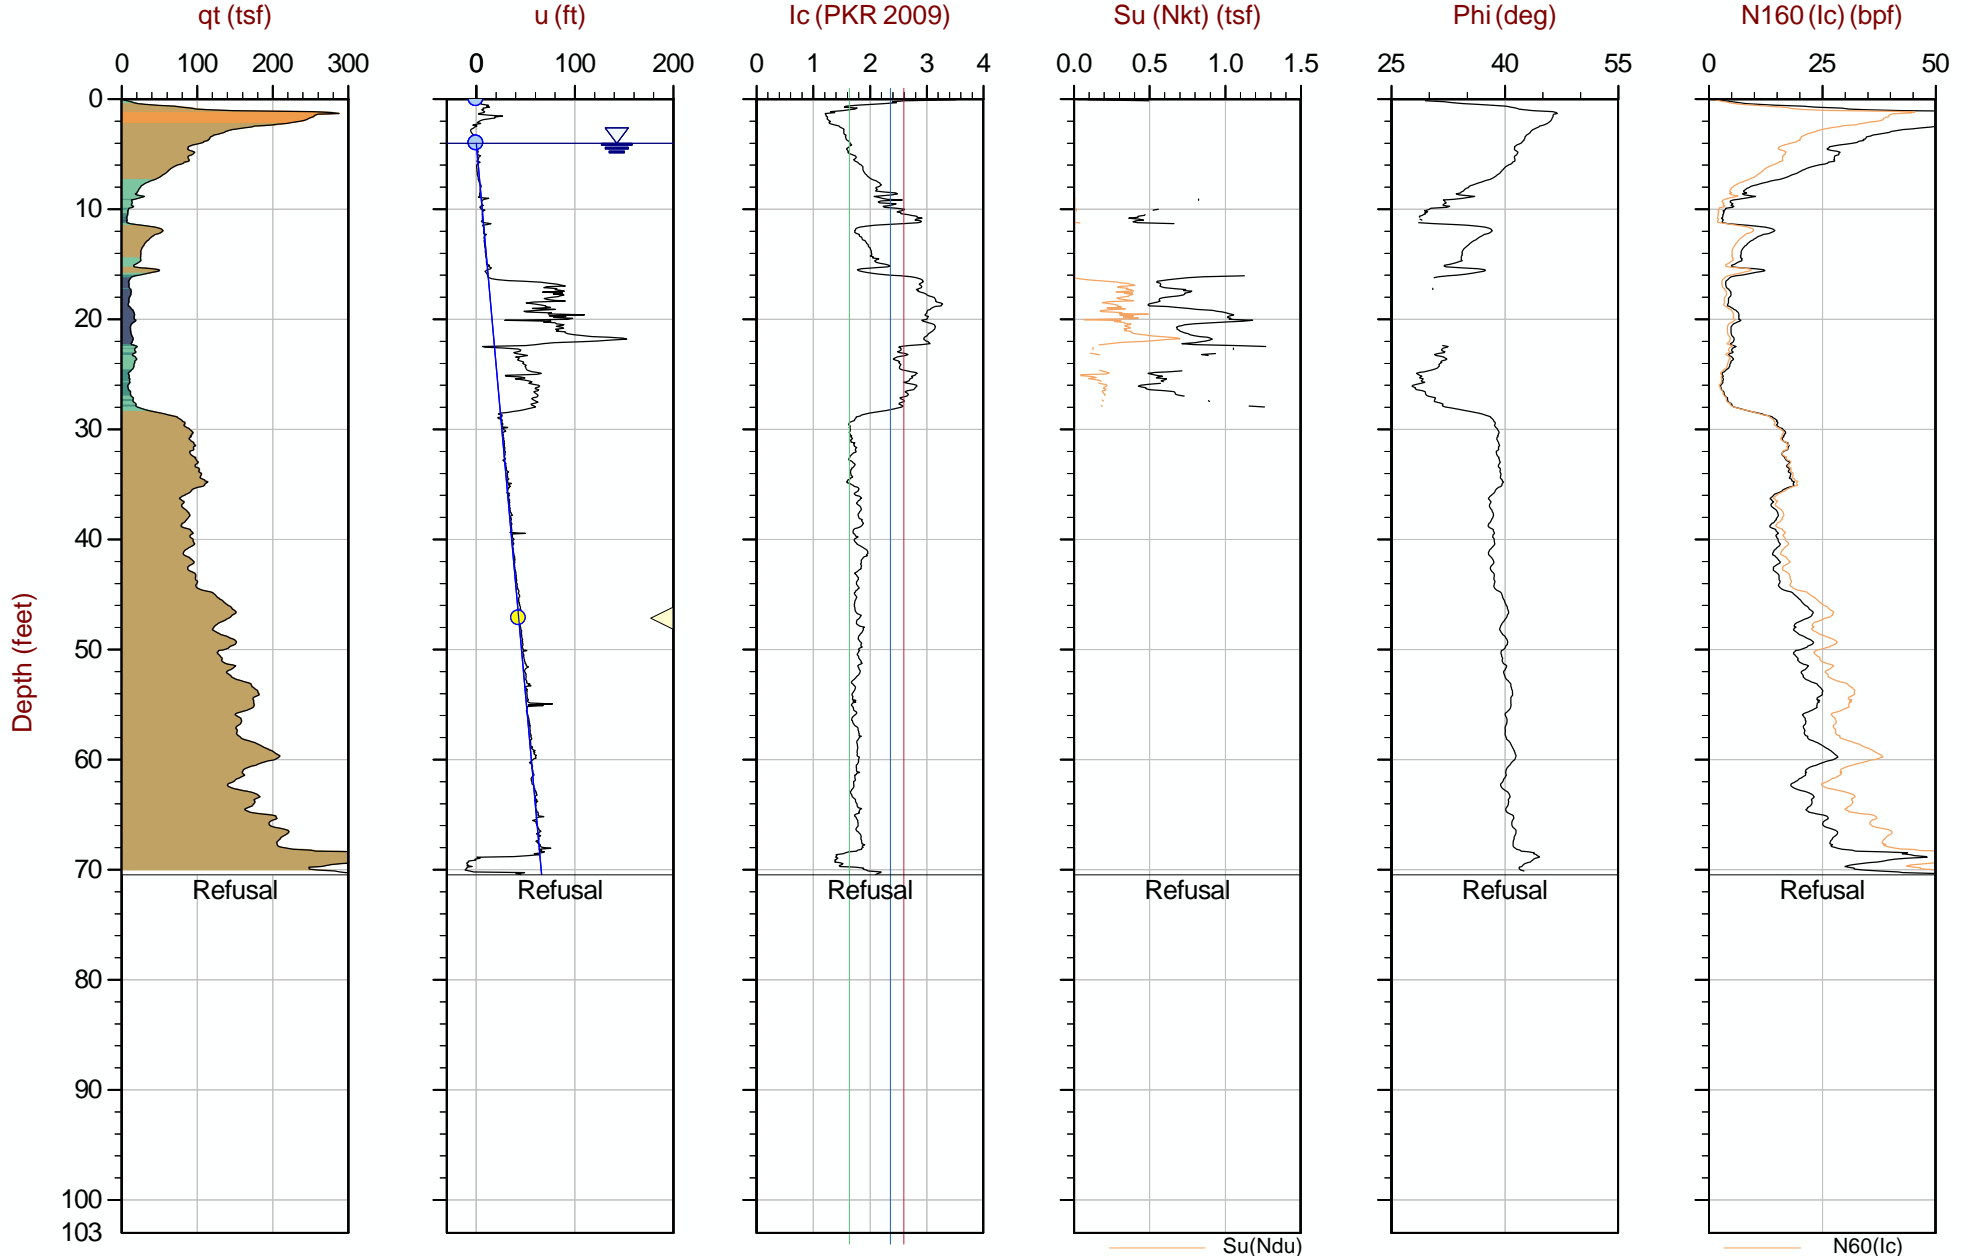 qt (tsf) u (ft) Ic (PKR 2009) Su (Nkt) (tsf) Phi (deg) N160 (Ic) (bpf)
0 100 200 300 0 100 200 0 1 2 3 4 0.0 0.5 1.0 1.5 25 40 55 0 25 50
0
10
20
30
40
50
60
70
Refusal Refusal Refusal Refusal Refusal Refusal
80
90
100
103
Depth (feet)
Su(Ndu) N60(Ic)